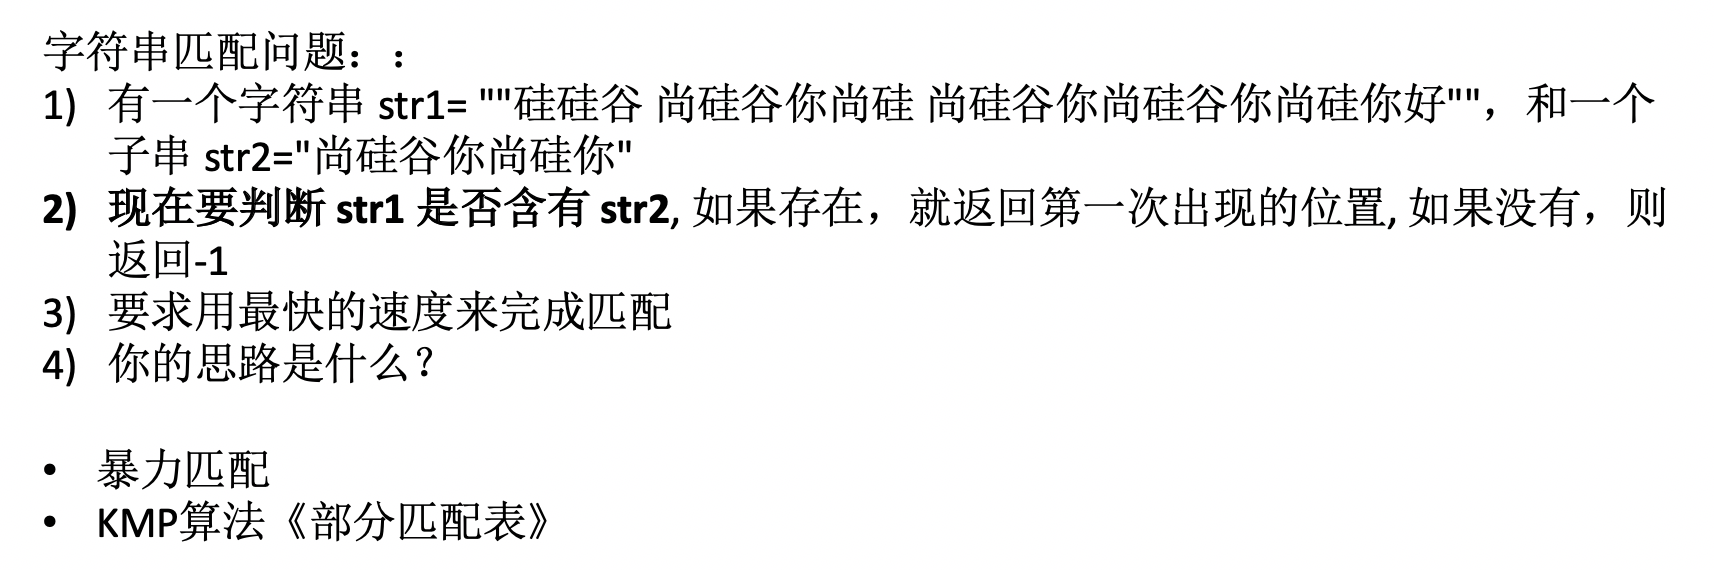 字符串匹配问题：：
1) 有一个字符串 str1= ""硅硅谷 尚硅谷你尚硅 尚硅谷你尚硅谷你尚硅你好""，和一个
子串 str2="尚硅谷你尚硅你"
2) 现在要判断 str1 是否含有 str2, 如果存在，就返回第一次出现的位置, 如果没有，则
返回-1
3) 要求用最快的速度来完成匹配
4) 你的思路是什么？
• 暴力匹配
• KMP算法《部分匹配表》